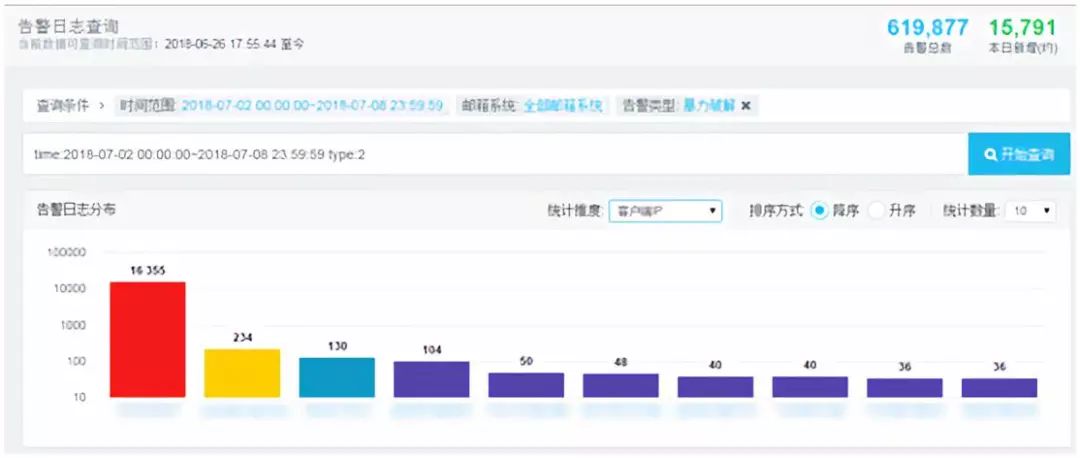 告警日志查询
当前数据可查询时间范围：2018-06-26 17:55:44 至今
619,877
告警总数
15,791
本日新增(约)
查询条件 > 时间范围: 2018-07-02 00:00:00~2018-07-08 23:59:59 邮箱系统: 全部邮箱系统 告警类型: 暴力破解 ×
time:2018-07-02 00:00:00~2018-07-08 23:59:59 type:2
开始查询
告警日志分布
统计维度: 客户端IP 排序方式 降序 升序 统计数量: 10
100000
10000
1000
100
10
16 355
234
130
104
50
48
40
40
36
36